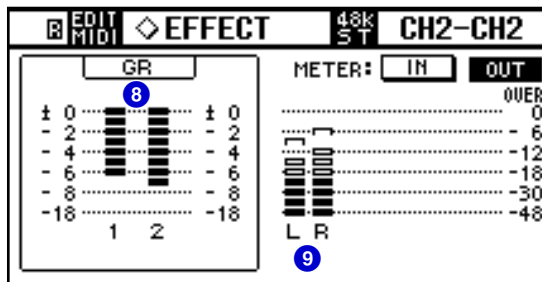 R EDIT MIDI ◇EFFECT 48k ST CH2-CH2
GR METER: IN OUT
8
OVER
± 0 ± 0 0
- 2 - 2 - 6
- 4 - 4 -12
- 6 - 6 -18
- 8 - 8 -30
-18 -18 -48
1 2 L R
9